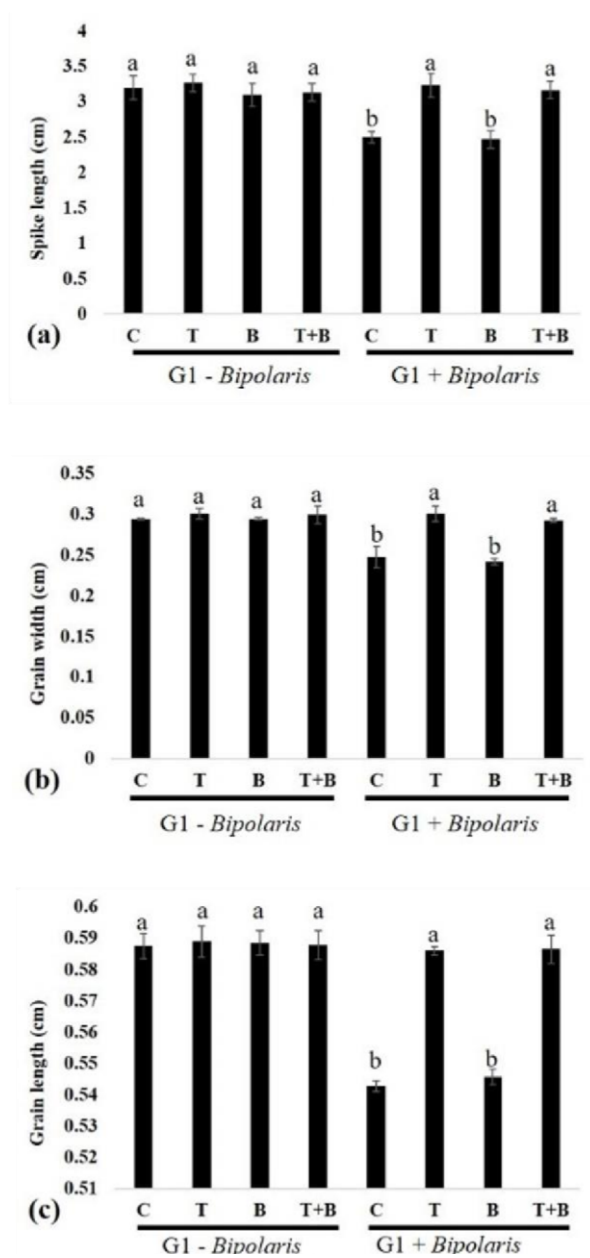 4
a a a a a a
3.5
3
b b
2.5
2
1.5
1
0.5
0
Spike length (cm)
(a)
C T B T+B C T B T+B
G1 - Bipolaris G1 + Bipolaris
0.35
a a a a a a
0.3
b b
0.25
0.2
0.15
0.1
0.05
0
Grain width (cm)
(b)
C T B T+B C T B T+B
G1 - Bipolaris G1 + Bipolaris
0.6
a a a a a a
0.59
0.58
0.57
0.56
b b
0.55
0.54
0.53
0.52
0.51
Grain length (cm)
(c)
C T B T+B C T B T+B
G1 - Bipolaris G1 + Bipolaris